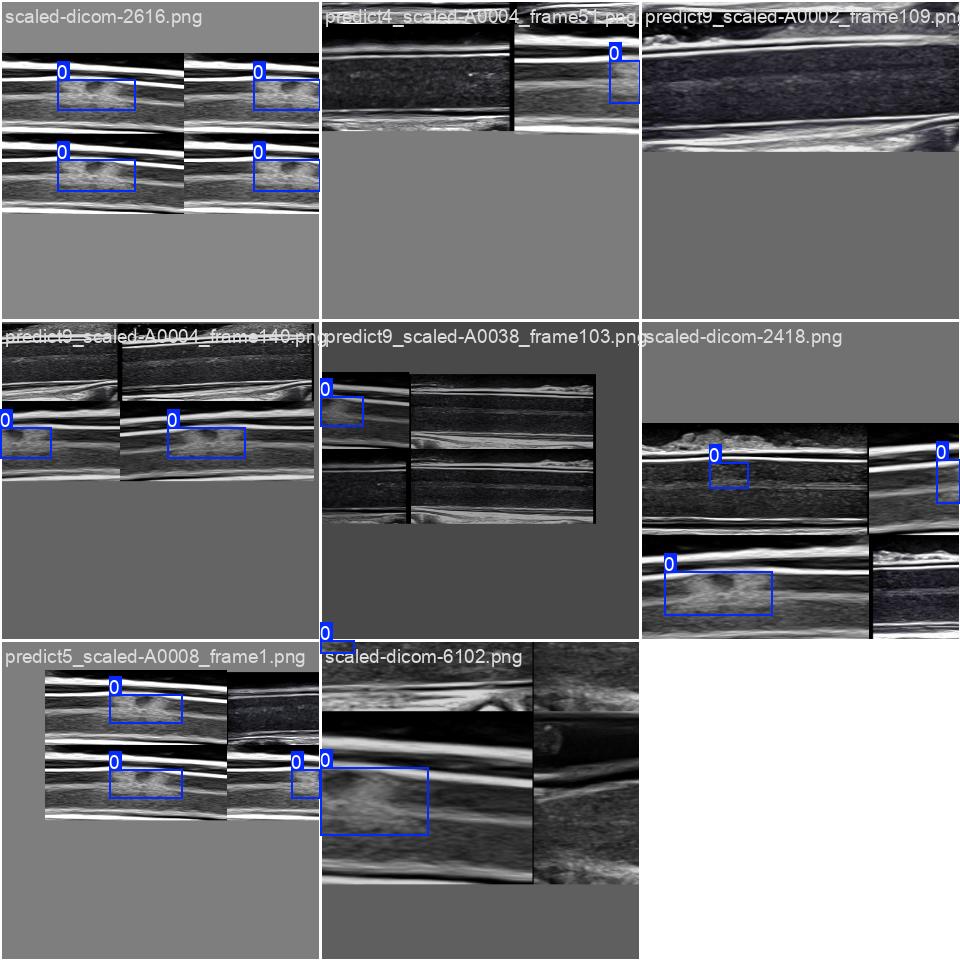 scaled-dicom-2616.png
predict4_scaled-A0004_frame51.png
predict9_scaled-A0002_frame109.png
0
0
0
0
0
predict9_scaled-A0004_frame140.png
predict9_scaled-A0038_frame103.png
scaled-dicom-2418.png
0
0
0
0
0
0
0
predict5_scaled-A0008_frame1.png
scaled-dicom-6102.png
0
0
0
0